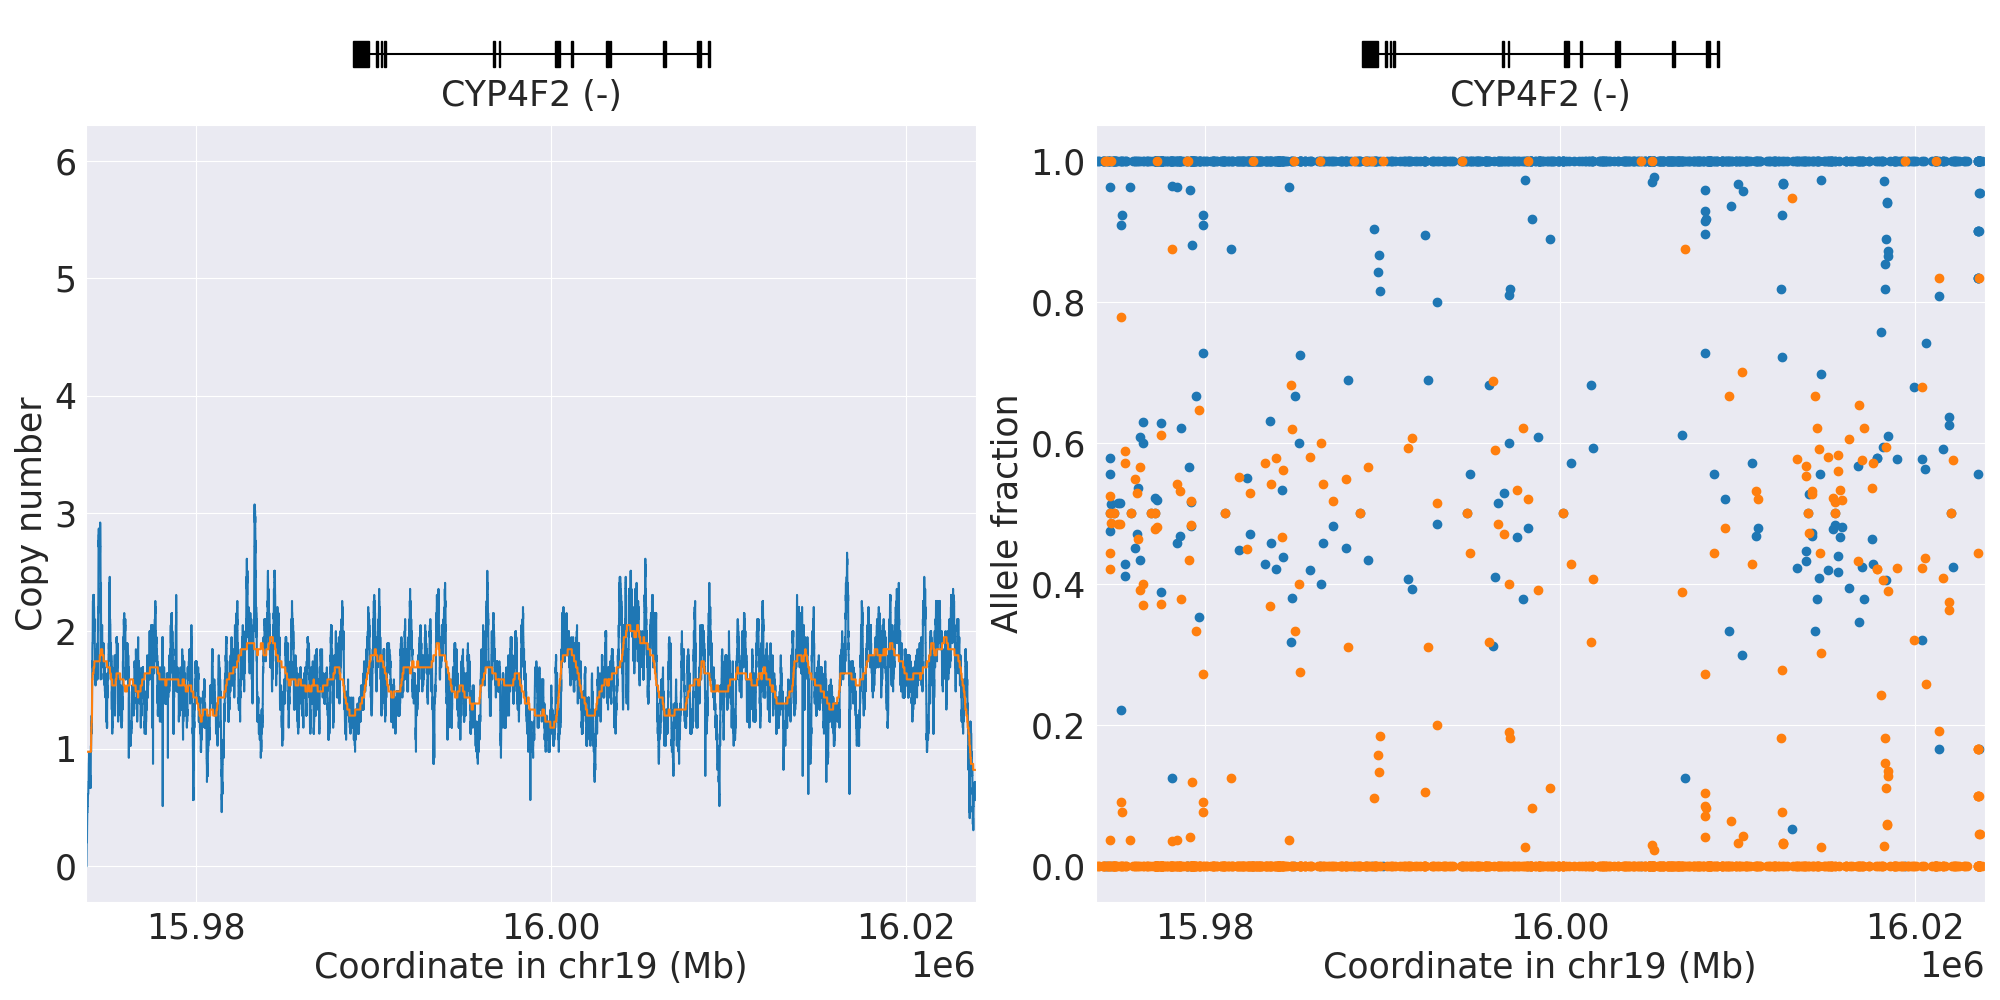 CYP4F2 (-)
6
5
4
3
2
1
0
Copy number
15.98
16.00
16.02
Coordinate in chr19 (Mb)
1e6
CYP4F2 (-)
1.0
0.8
0.6
0.4
0.2
0.0
Allele fraction
15.98
16.00
16.02
Coordinate in chr19 (Mb)
1e6